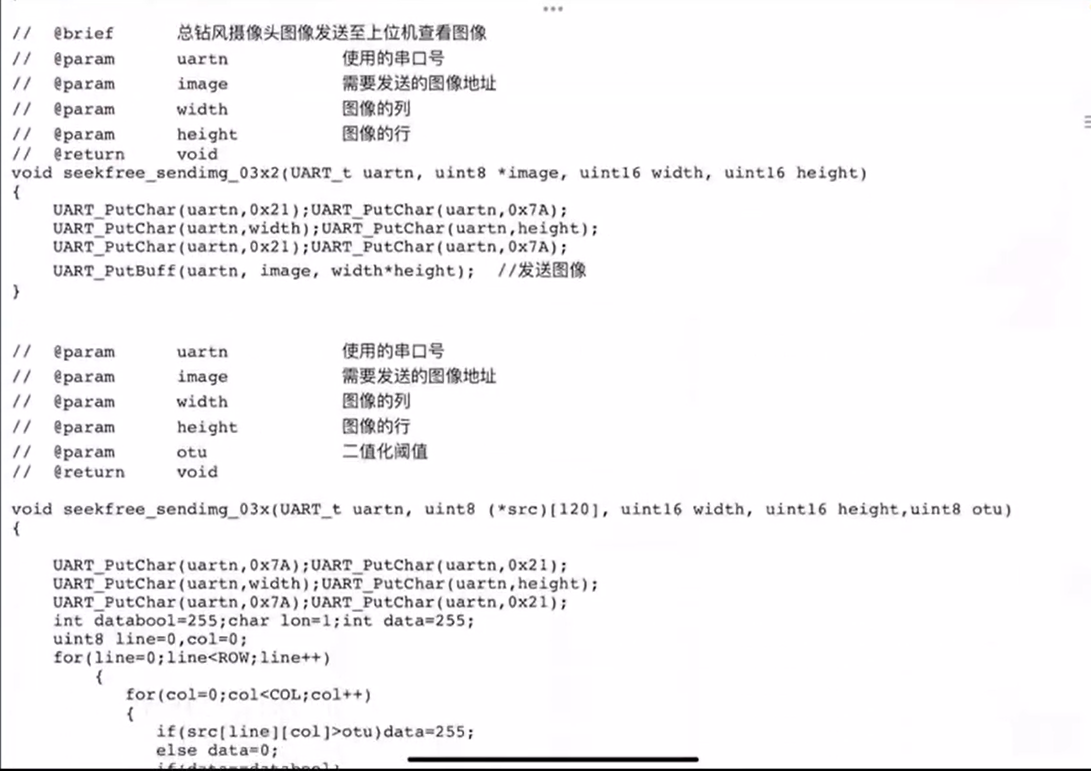 // @brief 总钻风摄像头图像发送至上位机查看图像
// @param uartn 使用的串口号
// @param image 需要发送的图像地址
// @param width 图像的列
// @param height 图像的行
// @return void
void seekfree_sendimg_03x2(UART_t uartn, uint8 *image, uint16 width, uint16 height)
{
UART_PutChar(uartn,0x21);UART_PutChar(uartn,0x7A);
UART_PutChar(uartn,width);UART_PutChar(uartn,height);
UART_PutChar(uartn,0x21);UART_PutChar(uartn,0x7A);
UART_PutBuff(uartn, image, width*height); //发送图像
}
// @param uartn 使用的串口号
// @param image 需要发送的图像地址
// @param width 图像的列
// @param height 图像的行
// @param otu 二值化阈值
// @return void
void seekfree_sendimg_03x(UART_t uartn, uint8 (*src)[120], uint16 width, uint16 height,uint8 otu)
{
UART_PutChar(uartn,0x7A);UART_PutChar(uartn,0x21);
UART_PutChar(uartn,width);UART_PutChar(uartn,height);
UART_PutChar(uartn,0x7A);UART_PutChar(uartn,0x21);
int databool=255;char lon=1;int data=255;
uint8 line=0,col=0;
for(line=0;line<ROW;line++)
{
for(col=0;col<COL;col++)
{
if(src[line][col]>otu)data=255;
else data=0;